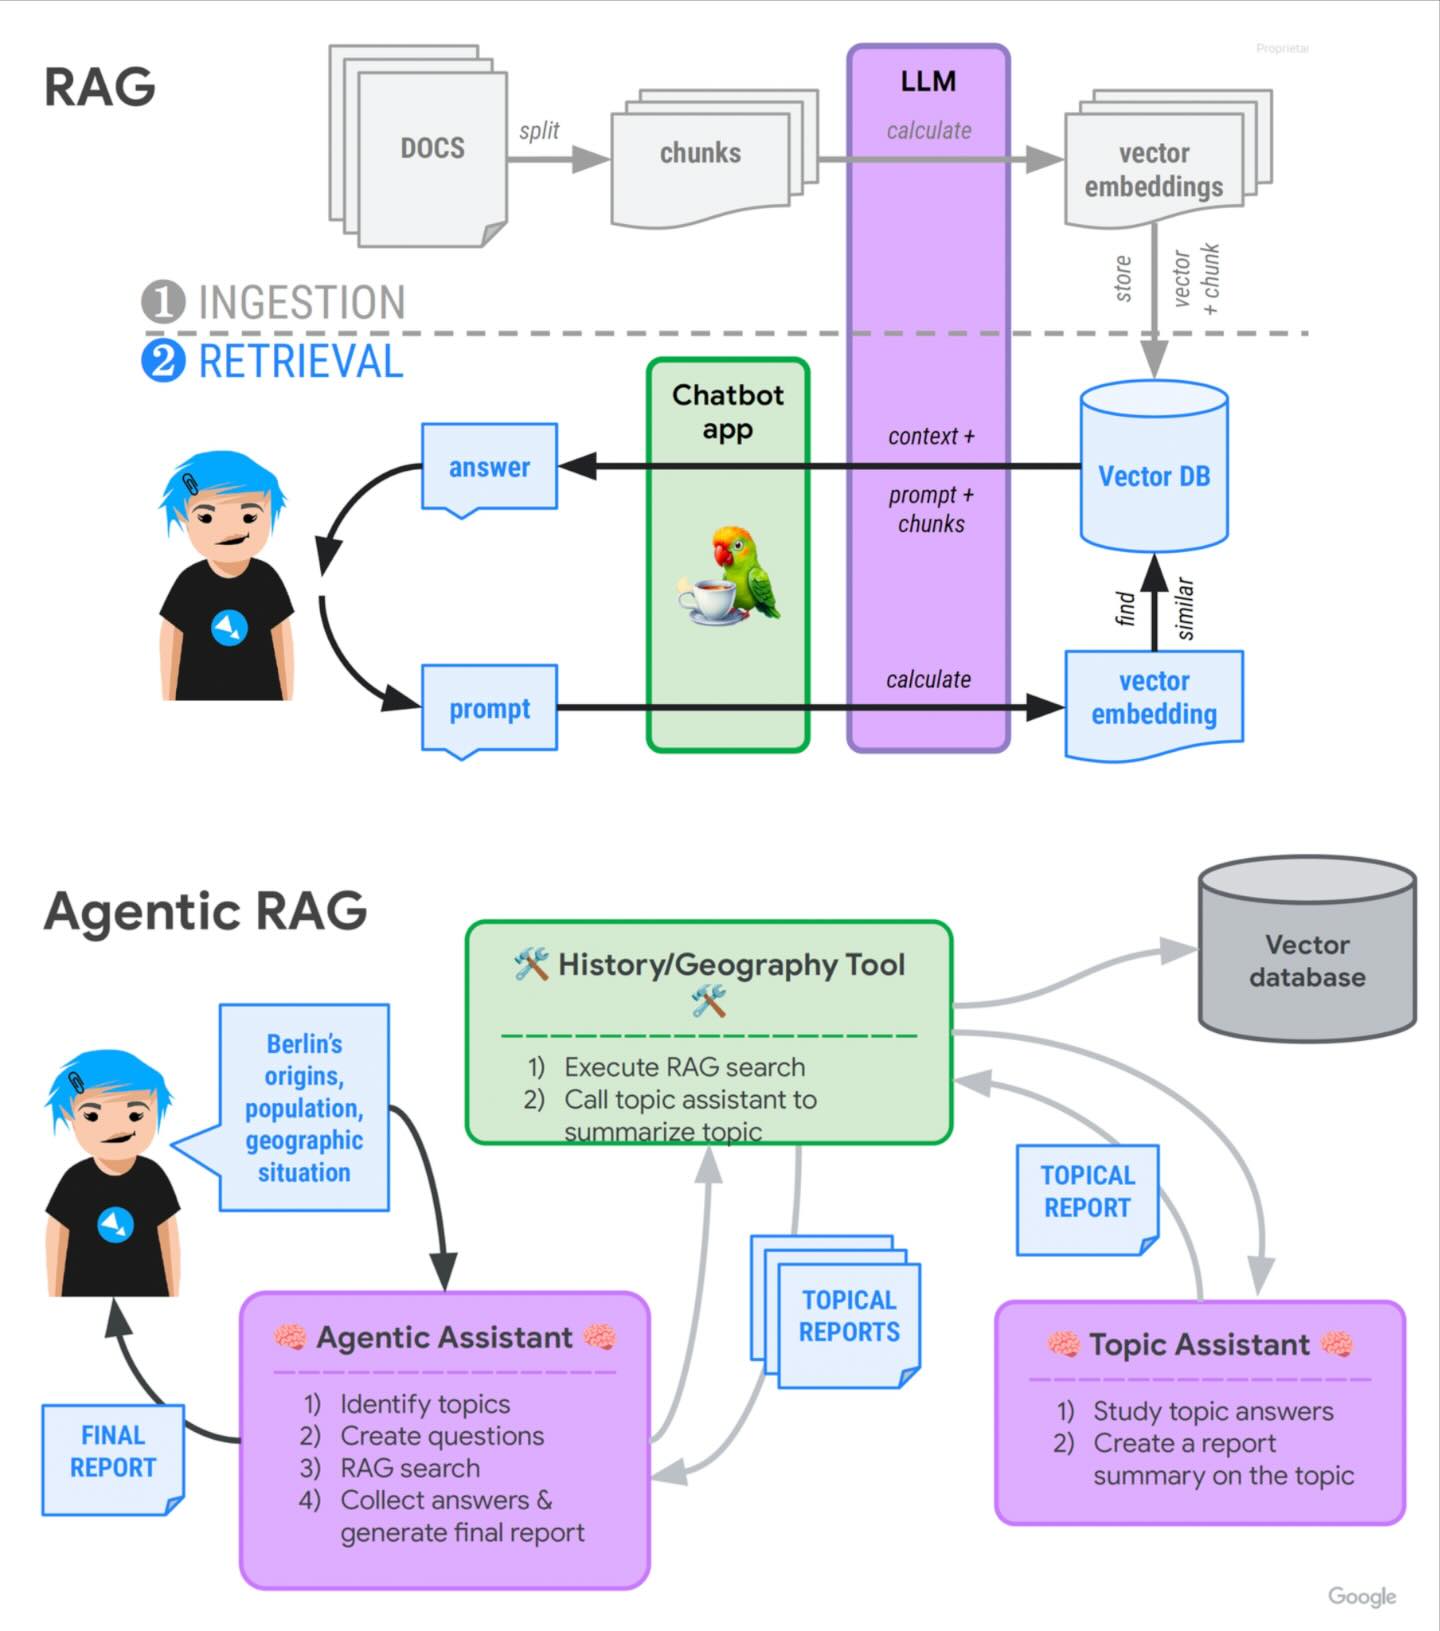 Proprietar
RAG
LLM
DOCS
split
chunks
calculate
vector
embeddings
store
vector
+ chunk
1 INGESTION
2 RETRIEVAL
Chatbot
app
answer
context +
prompt +
chunks
Vector DB
find
similar
prompt
calculate
vector
embedding
Agentic RAG
Vector
database
🛠️ History/Geography Tool
🛠️
1) Execute RAG search
2) Call topic assistant to
summarize topic
Berlin's
origins,
population,
geographic
situation
TOPICAL
REPORT
TOPICAL
REPORTS
🧠 Agentic Assistant 🧠
1) Identify topics
2) Create questions
3) RAG search
4) Collect answers &
generate final report
🧠 Topic Assistant 🧠
1) Study topic answers
2) Create a report
summary on the topic
FINAL
REPORT
Google